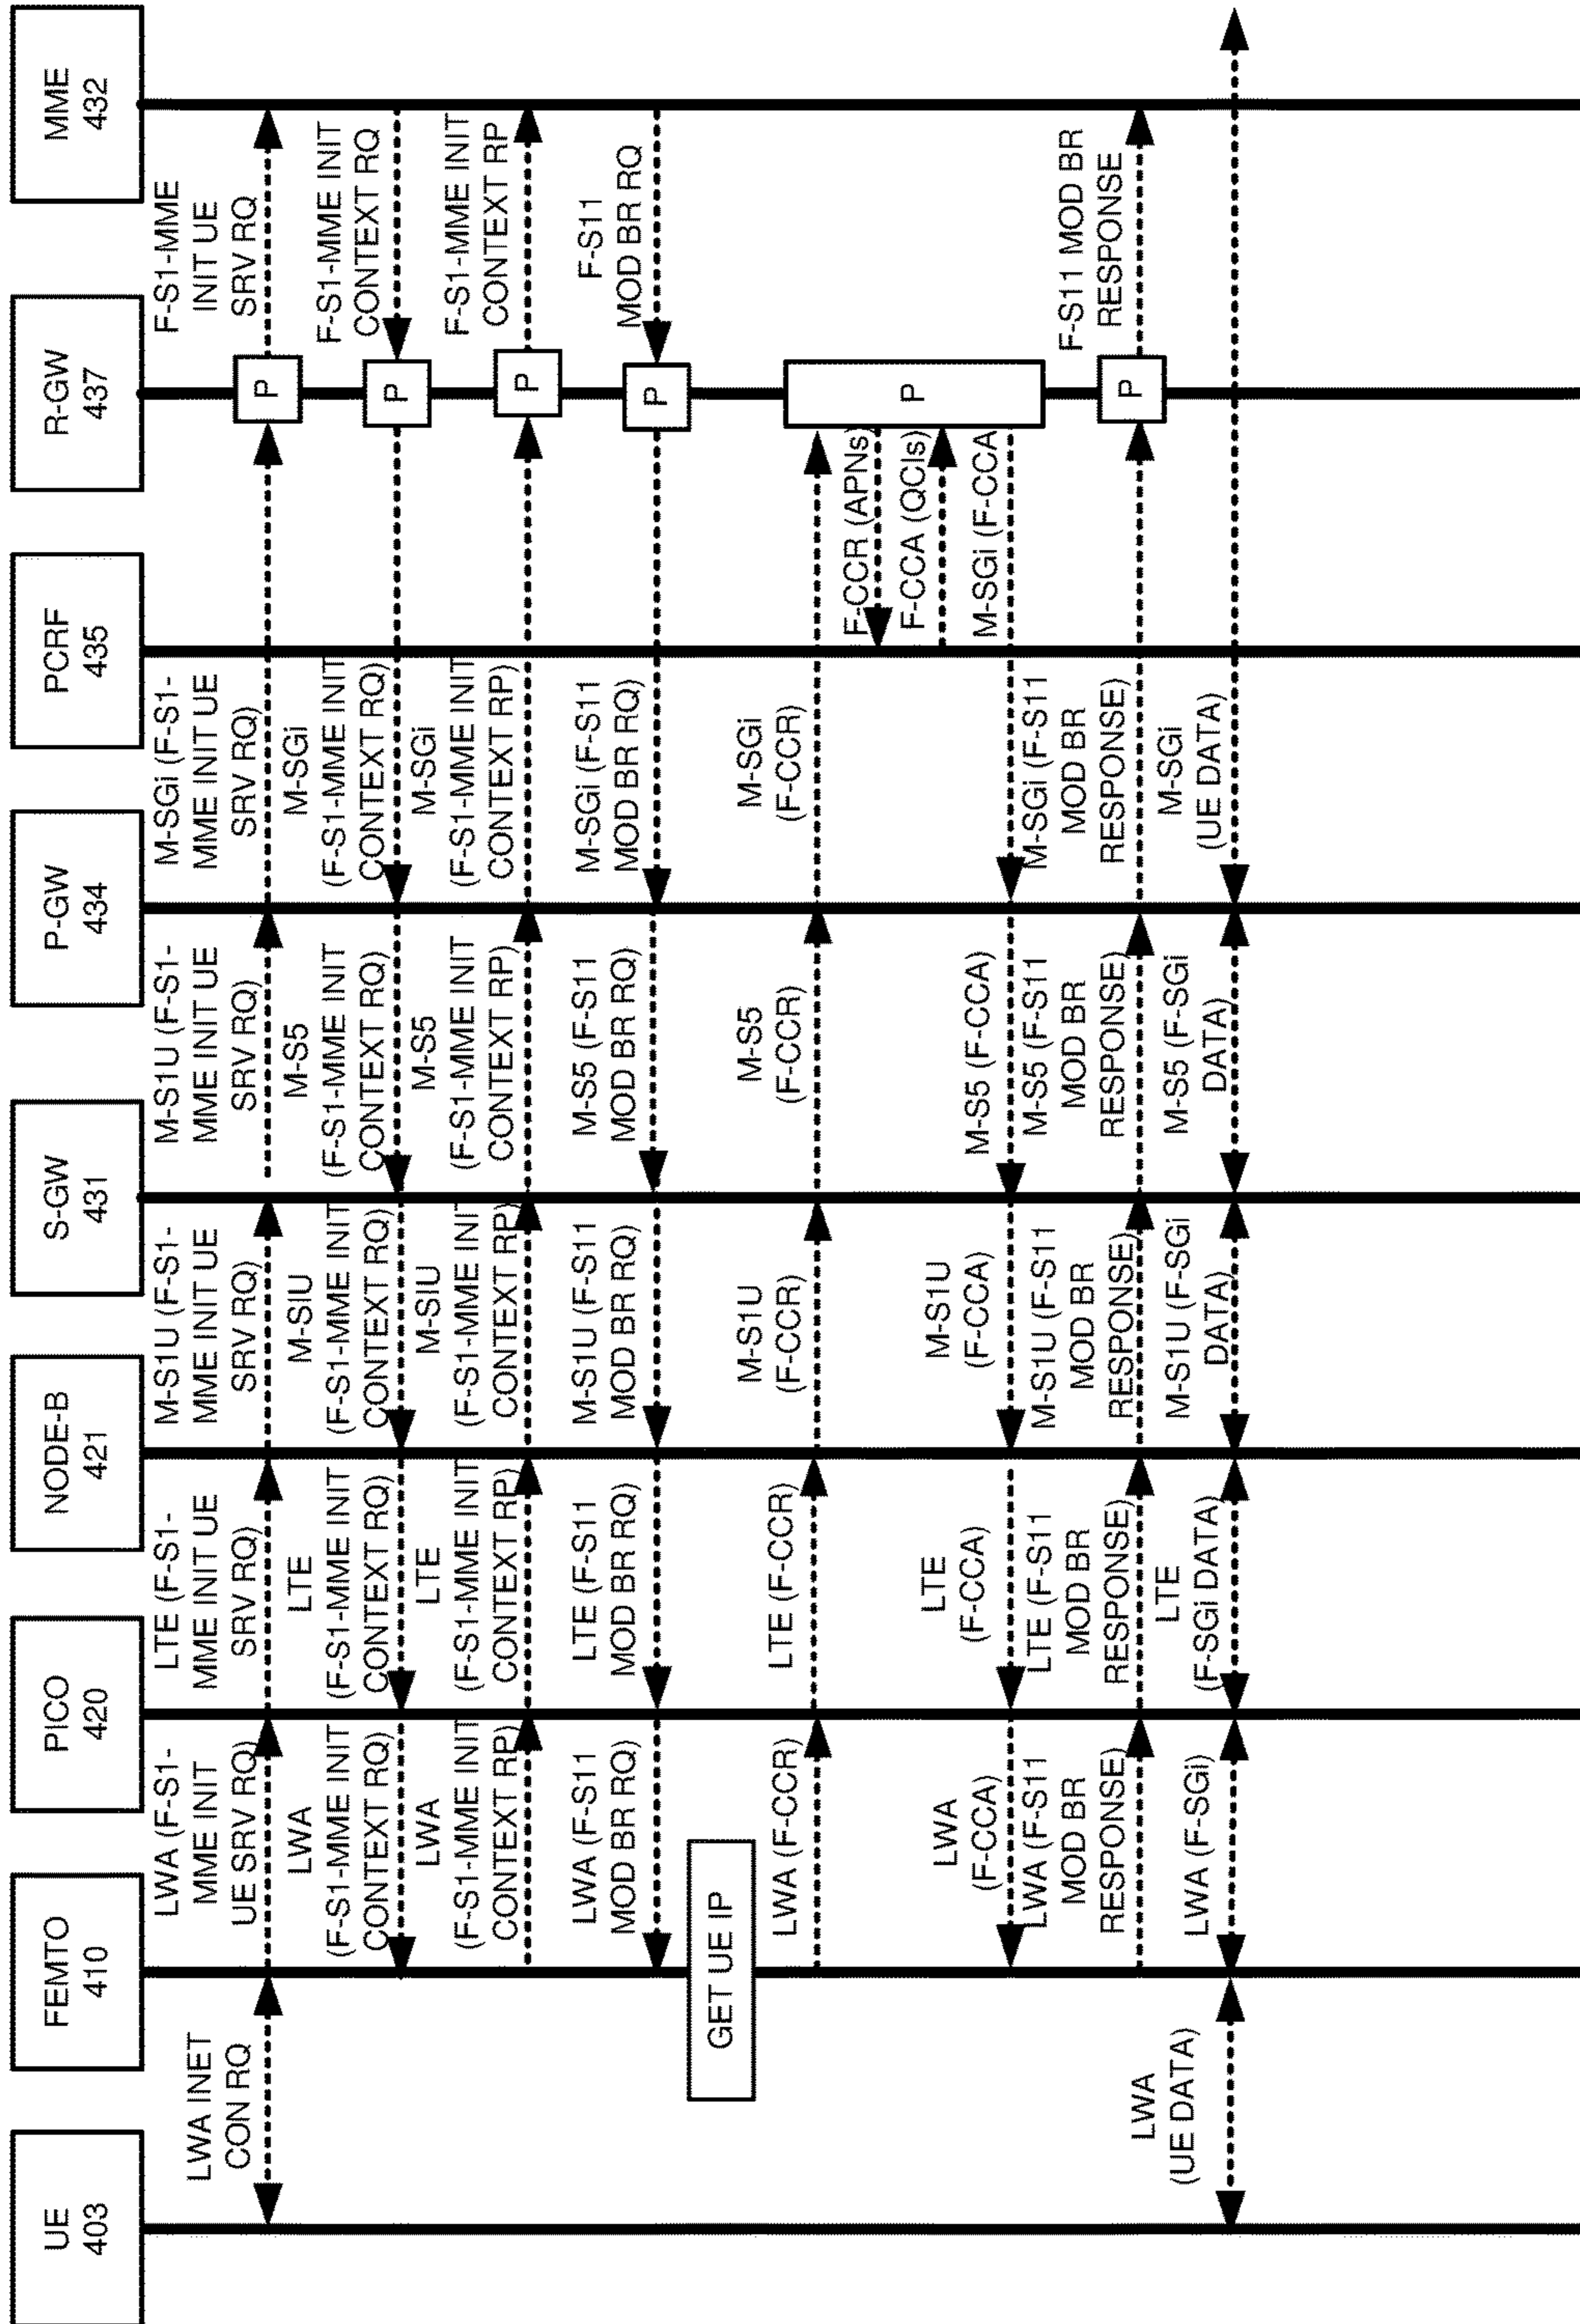 UE
403
FEMTO
410
PICO
420
NODE-B
421
S-GW
431
P-GW
434
PCRF
435
R-GW
437
MME
432
LWA INET
CON RQ
LWA (F-S1-
MME INIT
UE SRV RQ)
LTE (F-S1-
MME INIT UE
SRV RQ)
M-S1U (F-S1-
MME INIT UE
SRV RQ)
M-S1U (F-S1-
MME INIT UE
SRV RQ)
M-SGi (F-S1-
MME INIT UE
SRV RQ)
P
F-S1-MME
INIT UE
SRV RQ
LWA
(F-S1-MME INIT
CONTEXT RQ)
LTE
(F-S1-MME INIT
CONTEXT RQ)
M-SIU
(F-S1-MME INIT
CONTEXT RQ)
M-S5
(F-S1-MME INIT
CONTEXT RQ)
M-SGi
(F-S1-MME INIT
CONTEXT RQ)
P
F-S1-MME INIT
CONTEXT RQ
LWA
(F-S1-MME INIT
CONTEXT RP)
LTE
(F-S1-MME INIT
CONTEXT RP)
M-SIU
(F-S1-MME INIT
CONTEXT RP)
M-S5
(F-S1-MME INIT
CONTEXT RP)
M-SGi
(F-S1-MME INIT
CONTEXT RP)
P
F-S1-MME INIT
CONTEXT RP
LWA (F-S11
MOD BR RQ)
LTE (F-S11
MOD BR RQ)
M-S1U (F-S11
MOD BR RQ)
M-S5 (F-S11
MOD BR RQ)
M-SGi (F-S11
MOD BR RQ)
P
F-S11
MOD BR RQ
GET UE IP
LWA (F-CCR)
LTE (F-CCR)
M-S1U
(F-CCR)
M-S5
(F-CCR)
M-SGi
(F-CCR)
P
F-CCR (APNs)
F-CCA (QCIs)
M-SGi (F-CCA
LWA
(F-CCA)
LTE
(F-CCA)
M-S1U
(F-CCA)
M-S5 (F-CCA)
LWA (F-S11
MOD BR
RESPONSE)
LTE (F-S11
MOD BR
RESPONSE)
M-S1U (F-S11
MOD BR
RESPONSE)
M-S5 (F-S11
MOD BR
RESPONSE)
M-SGi (F-S11
MOD BR
RESPONSE)
P
F-S11 MOD BR
RESPONSE
LWA
(UE DATA)
LWA (F-SGi)
LTE
(F-SGi DATA)
M-S1U (F-SGi
DATA)
M-S5 (F-SGi
DATA)
M-SGi
(UE DATA)